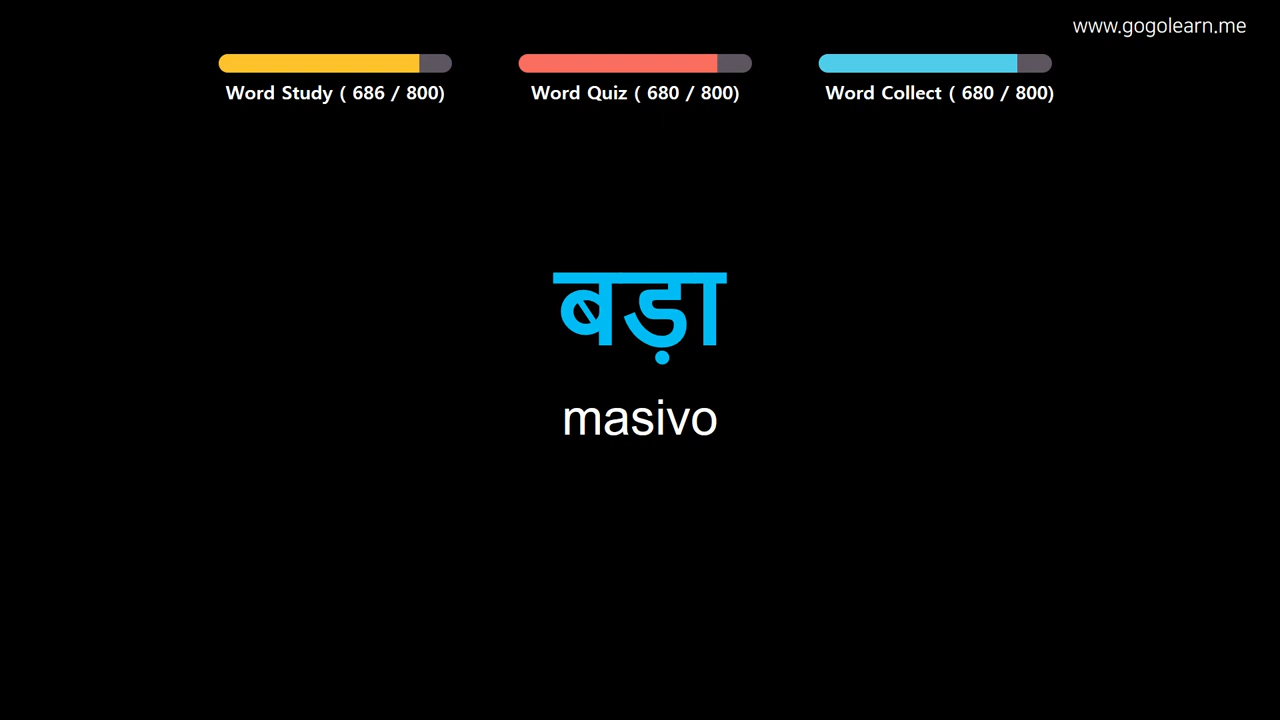 www.gogolearn.me
Word Study ( 686 / 800)
Word Quiz ( 680 / 800)
Word Collect ( 680 / 800)
बड़ा
masivo